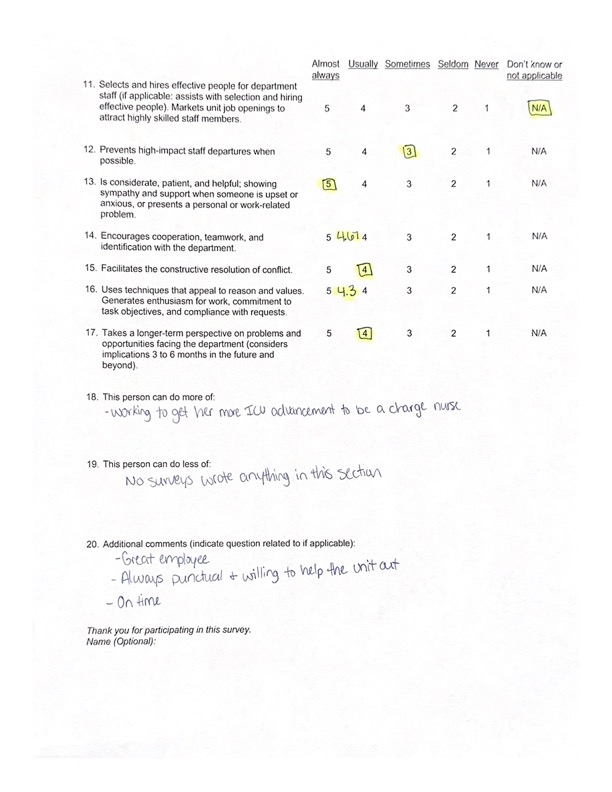 Almost always Usually Sometimes Seldom Never Don't know or not applicable
11. Selects and hires effective people for department
staff (if applicable: assists with selection and hiring
effective people). Markets unit job openings to
attract highly skilled staff members. 5 4 3 2 1 N/A
12. Prevents high-impact staff departures when
possible. 5 4 3 2 1 N/A
13. Is considerate, patient, and helpful; showing
sympathy and support when someone is upset or
anxious, or presents a personal or work-related
problem. 5 4 3 2 1 N/A
14. Encourages cooperation, teamwork, and
identification with the department. 5 4.67 4 3 2 1 N/A
15. Facilitates the constructive resolution of conflict. 5 4 3 2 1 N/A
16. Uses techniques that appeal to reason and values. 5 4.3 4 3 2 1 N/A
Generates enthusiasm for work, commitment to
task objectives, and compliance with requests.
17. Takes a longer-term perspective on problems and 5 4 3 2 1 N/A
opportunities facing the department (considers
implications 3 to 6 months in the future and
beyond).
18. This person can do more of:
- working to get her more ICU advancement to be a charge nurse
19. This person can do less of:
No surveys wrote anything in this section
20. Additional comments (indicate question related to if applicable):
- Great employee
- Always punctual + willing to help the unit out
- On time
Thank you for participating in this survey.
Name (Optional):